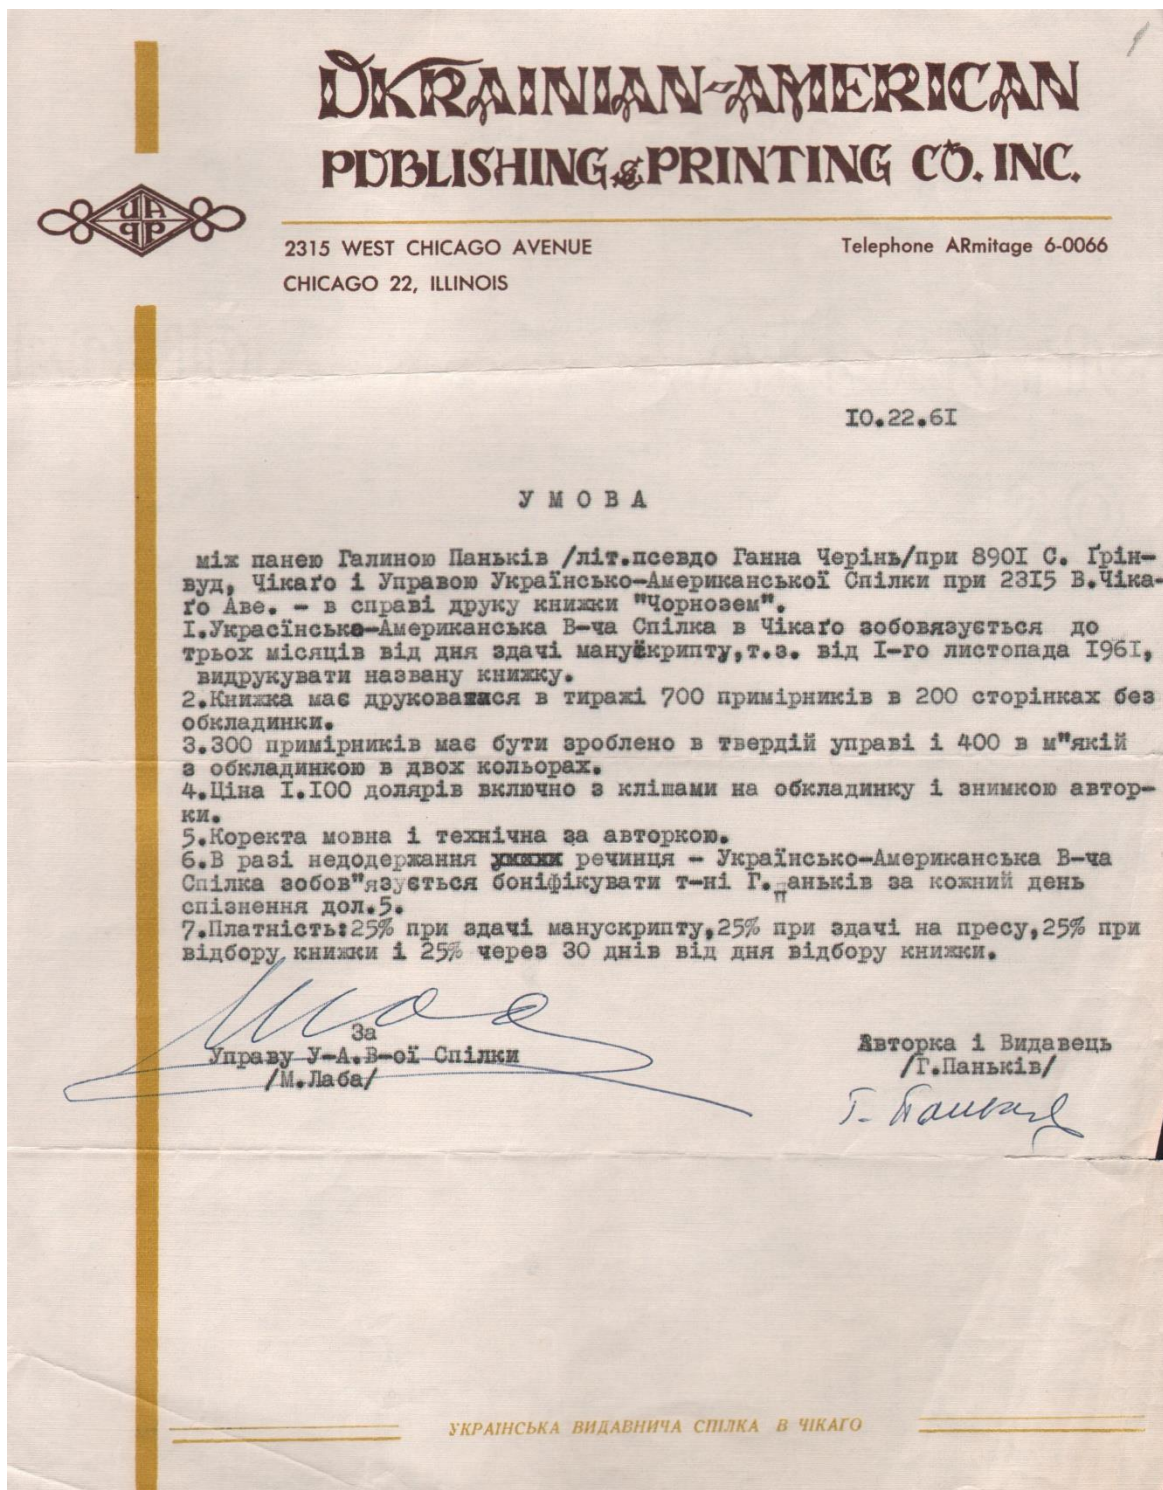 UKRAINIAN-AMERICAN
PUBLISHING & PRINTING CO. INC.
UA
PP
2315 WEST CHICAGO AVENUE
Telephone ARmitage 6-0066
CHICAGO 22, ILLINOIS
IO.22.6I
У М О В А
між панею Галиною Паньків /літ.псевдо Ганна Черінь/при 890I С. Ґрін-
вуд, Чікаґо і Управою Українсько-Американської Спілки при 2315 В.Чіка-
ґо Аве. - в справі друку книжки "Чорнозем".
I.Украсїнсько-Американська В-ча Спілка в Чікаґо зобовязується до
трьох місяців від дня здачі манускрипту,т.з. від I-го листопада I96I,
видрукувати названу книжку.
2.Книжка має друковатися в тиражі 700 примірників в 200 сторінках без
обкладинки.
3.300 примірників має бути зроблено в твердій управі і 400 в м"якій
з обкладинкою в двох кольорах.
4.Ціна I.I00 долярів включно з клішами на обкладинку і знимкою автор-
ки.
5.Коректа мовна і технічна за авторкою.
6.В разі недодержання речинця - Українсько-Американська В-ча
Спілка зобов"язується боніфікувати т-ні Г.Паньків за кожний день
спізнення дол.5.
7.Платність:25% при здачі манускрипту,25% при здачі на пресу,25% при
відбору книжки і 25% через 30 днів від дня відбору книжки.
За
Управу У-А.В-ої Спілки
/М.Лаба/
Авторка і Видавець
/Г.Паньків/
Г. Паньків
УКРАІНСЬКА ВИДАВНИЧА СПІЛКА В ЧІКАГО